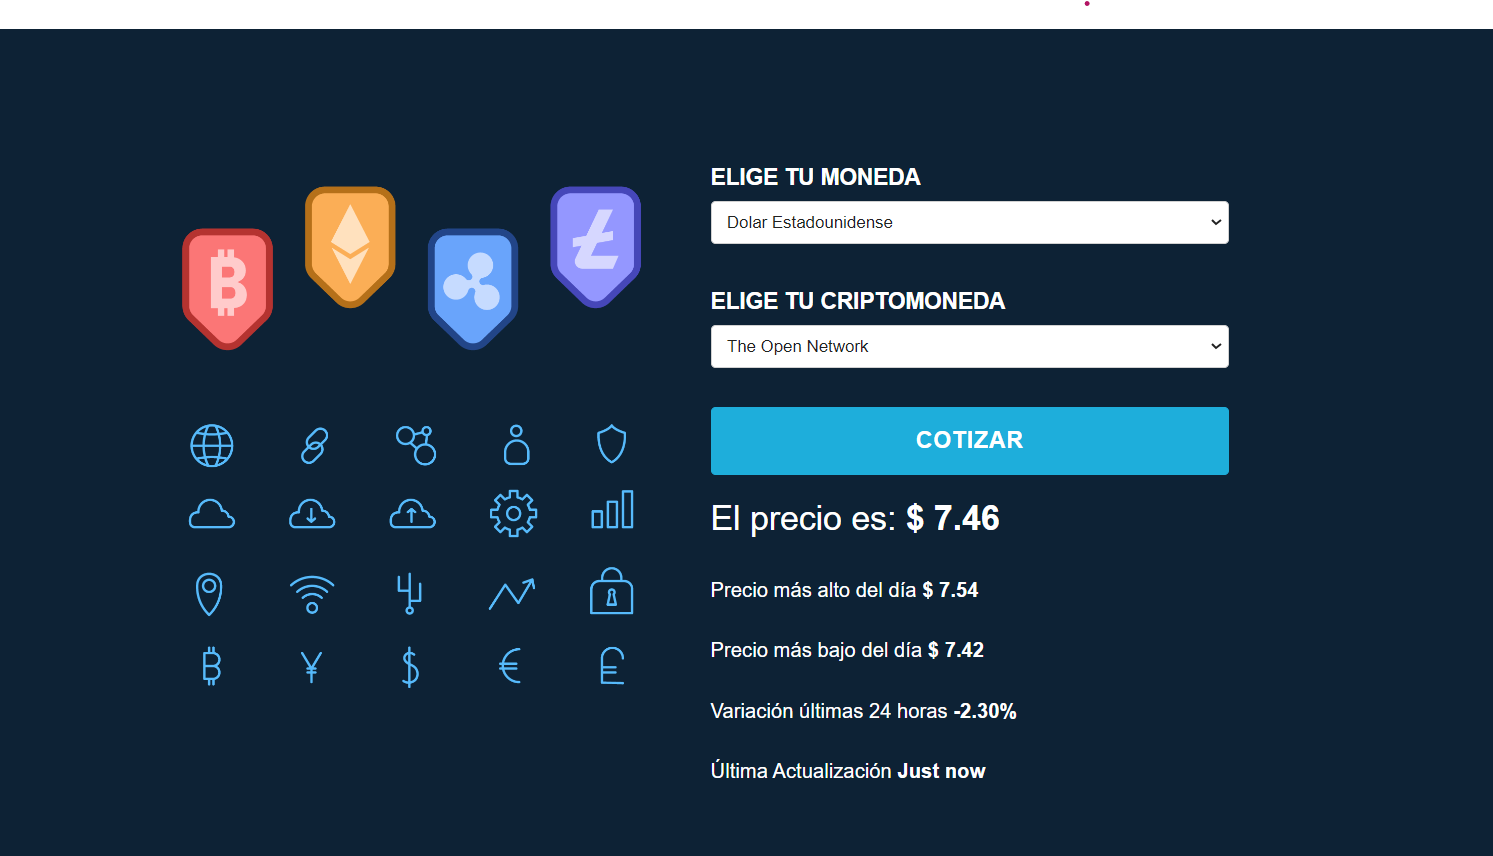 ELIGE TU MONEDA
Dolar Estadounidense
ELIGE TU CRIPTOMONEDA
The Open Network
COTIZAR
El precio es: $ 7.46
Precio más alto del día $ 7.54
Precio más bajo del día $ 7.42
Variación últimas 24 horas -2.30%
Última Actualización Just now